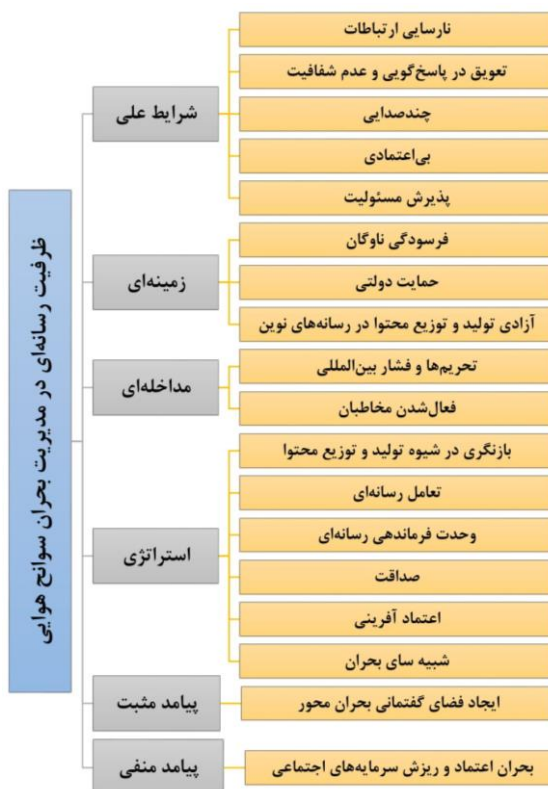 ظرفیت رسانه‌ای در مدیریت بحران سوانح هوایی
شرایط علی
نارسایی ارتباطات
تعویق در پاسخ‌گویی و عدم شفافیت
چندصدایی
بی‌اعتمادی
پذیرش مسئولیت
زمینه‌ای
فرسودگی ناوگان
حمایت دولتی
آزادی تولید و توزیع محتوا در رسانه‌های نوین
مداخله‌ای
تحریم‌ها و فشار بین‌المللی
فعال‌شدن مخاطبان
استراتژی
بازنگری در شیوه تولید و توزیع محتوا
تعامل رسانه‌ای
وحدت فرماندهی رسانه‌ای
صداقت
اعتماد آفرینی
شبیه سای بحران
پیامد مثبت
ایجاد فضای گفتمانی بحران محور
پیامد منفی
بحران اعتماد و ریزش سرمایه‌های اجتماعی